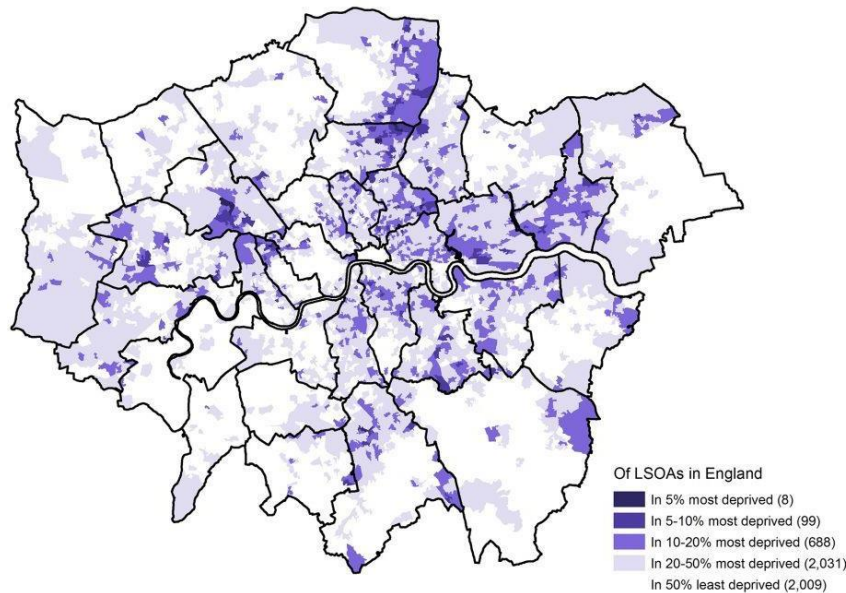 Of LSOAs in England
In 5% most deprived (8)
In 5-10% most deprived (99)
In 10-20% most deprived (688)
In 20-50% most deprived (2,031)
In 50% least deprived (2,009)